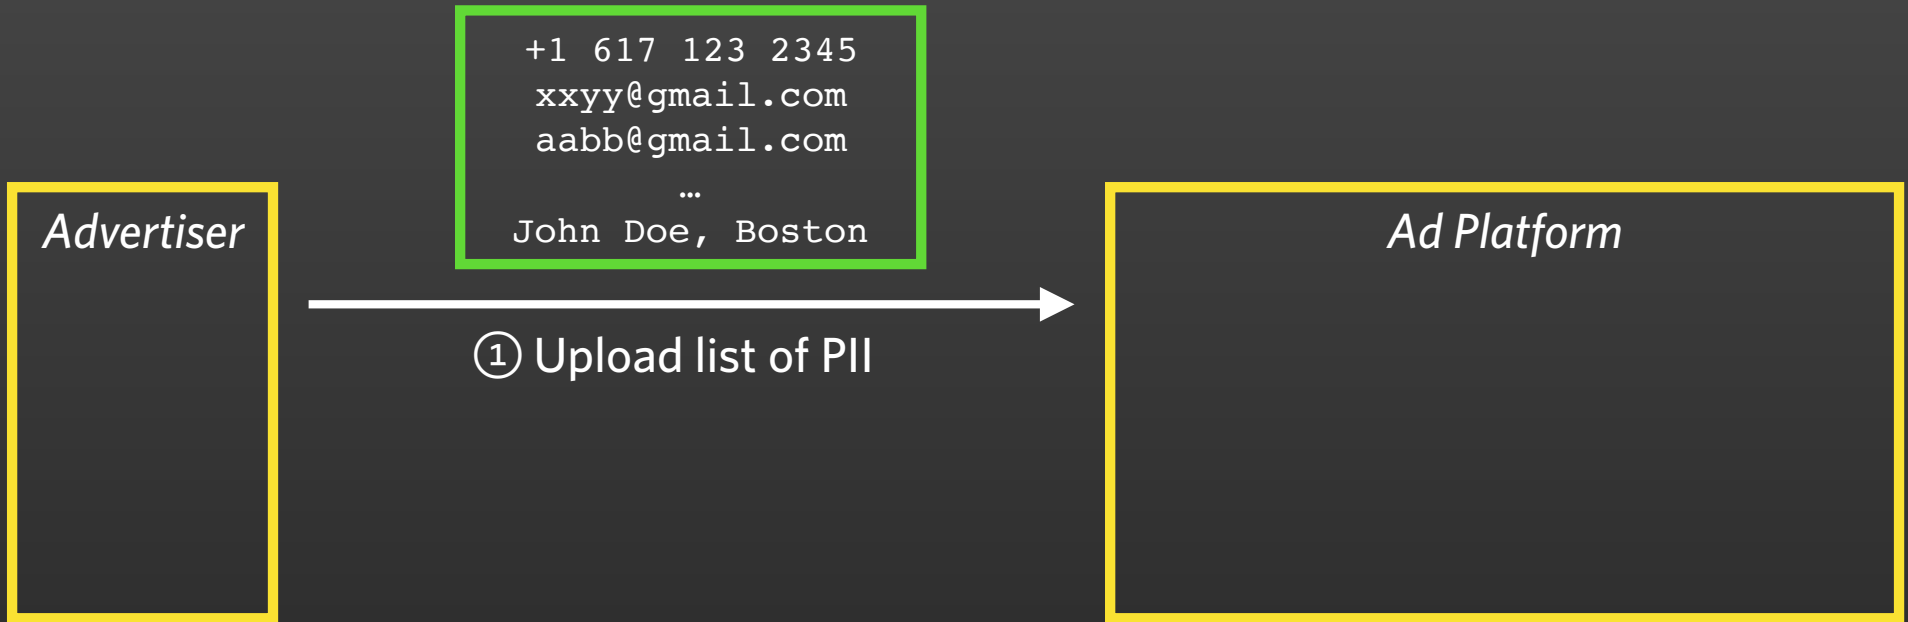 +1 617 123 2345
xxyy@gmail.com
aabb@gmail.com
…
John Doe, Boston
Advertiser
Ad Platform
① Upload list of PII